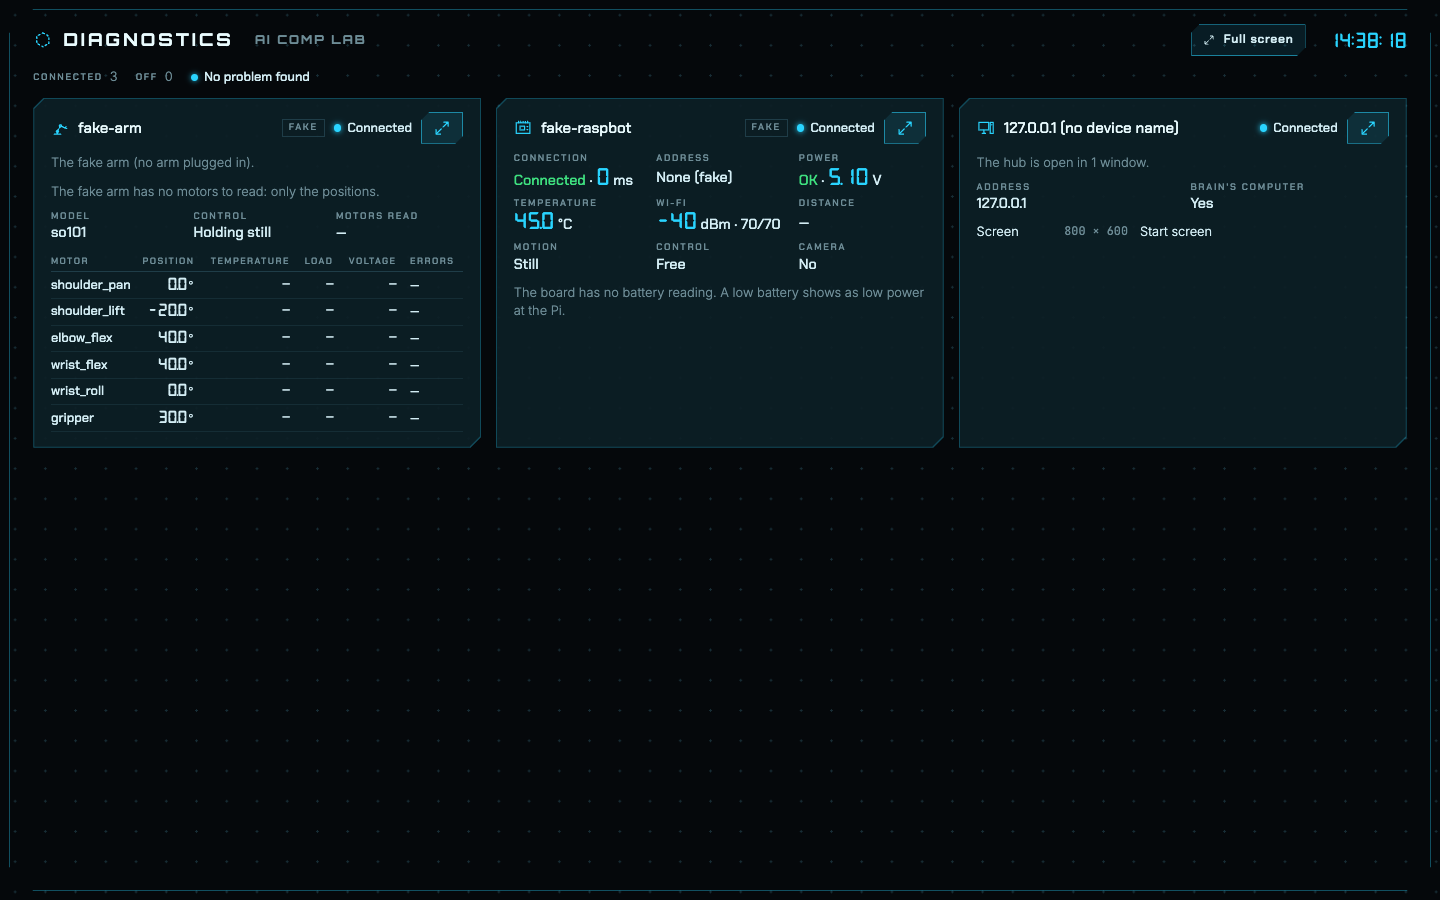 DIAGNOSTICS AI COMP LAB Full screen 14:38:18
CONNECTED 3 OFF 0 No problem found
fake-arm FAKE Connected
The fake arm (no arm plugged in).
The fake arm has no motors to read: only the positions.
MODEL CONTROL MOTORS READ
so101 Holding still –
MOTOR POSITION TEMPERATURE LOAD VOLTAGE ERRORS
shoulder_pan 0.0° – – – –
shoulder_lift -20.0° – – – –
elbow_flex 40.0° – – – –
wrist_flex 40.0° – – – –
wrist_roll 0.0° – – – –
gripper 30.0° – – – –
fake-raspbot FAKE Connected
CONNECTION ADDRESS POWER
Connected · 0 ms None (fake) OK · 5.10 V
TEMPERATURE WI-FI DISTANCE
45.0 °C -40 dBm · 70/70 –
MOTION CONTROL CAMERA
Still Free No
The board has no battery reading. A low battery shows as low power
at the Pi.
127.0.0.1 (no device name) Connected
The hub is open in 1 window.
ADDRESS BRAIN'S COMPUTER
127.0.0.1 Yes
Screen 800 × 600 Start screen